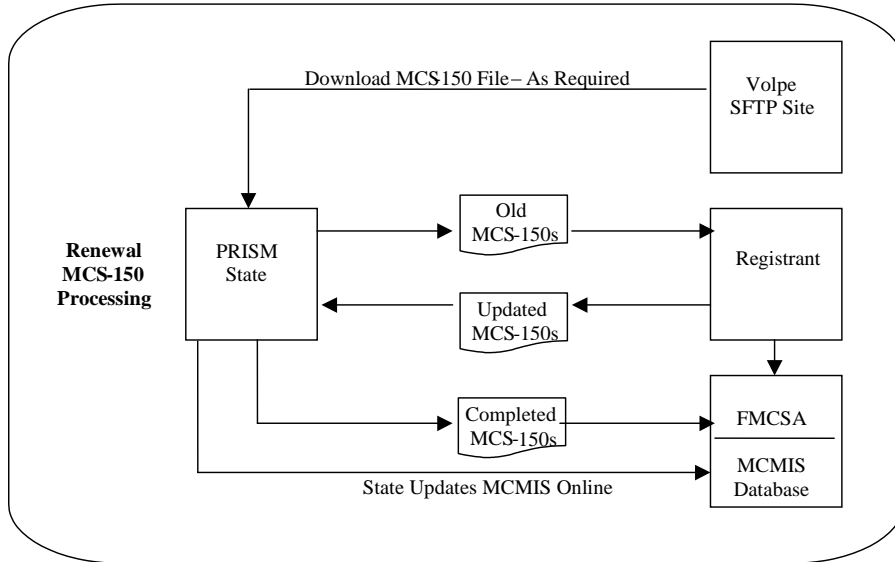 Download MCS-150 File – As Required
Volpe
SFTP Site
Renewal
MCS-150
Processing
PRISM
State
Old
MCS-150s
Registrant
Updated
MCS-150s
Completed
MCS-150s
FMCSA
MCMIS
Database
State Updates MCMIS Online